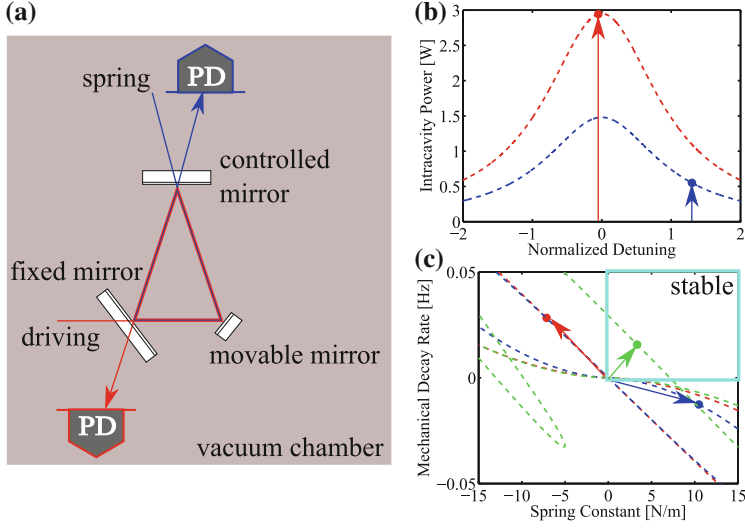 (a)
spring
PD
controlled
mirror
fixed mirror
driving
movable mirror
PD
vacuum chamber
(b)
Intracavity Power [W]
3
2.5
2
1.5
1
0.5
0
−2
−1
0
1
2
Normalized Detuning
(c)
Mechanical Decay Rate [Hz]
0.05
0
−0.05
stable
−15
−10
−5
0
5
10
15
Spring Constant [N/m]